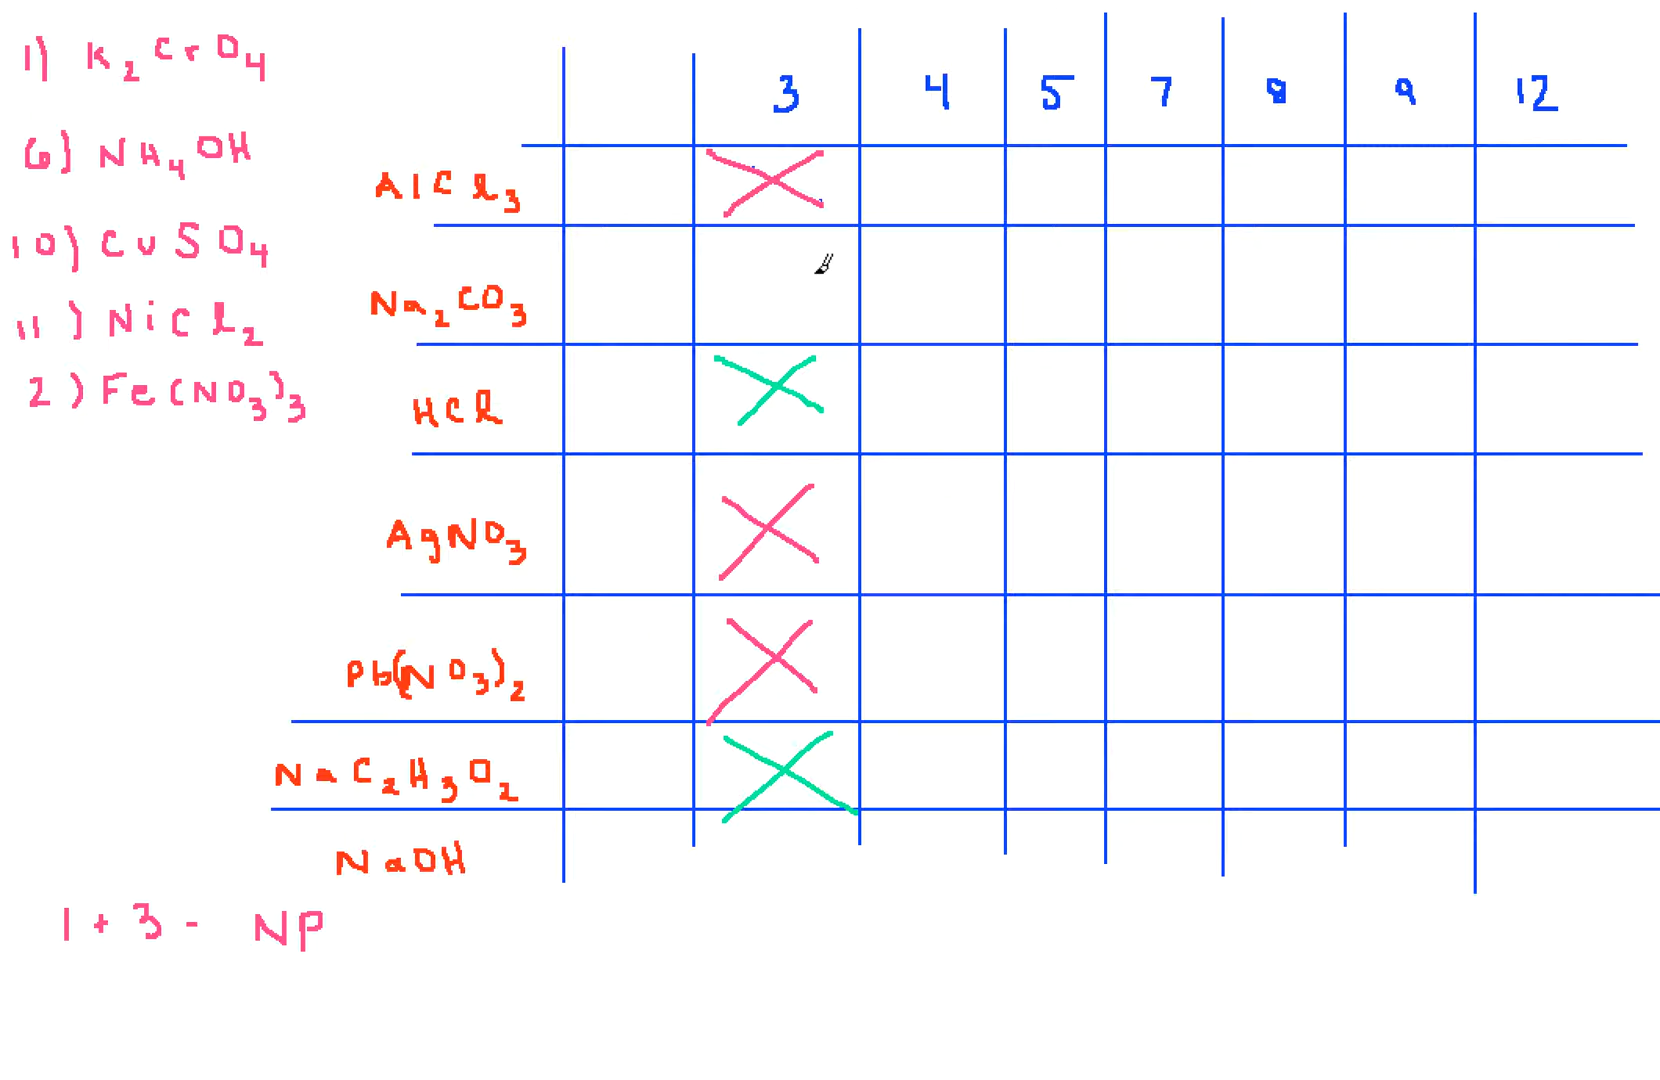 1) K2CrO4
6) NH4OH
10) CuSO4
11) NiCl2
2) Fe(NO3)3
3 4 5 7 8 9 12
AlCl3
Na2CO3
HCl
AgNO3
Pb(NO3)2
NaC2H3O2
NaOH
1 + 3 - NP